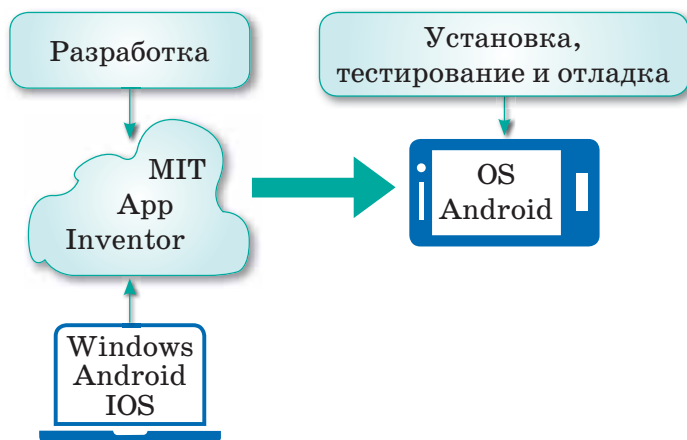 Разработка
Установка,
тестирование и отладка
MIT
App
Inventor
OS
Android
Windows
Android
IOS